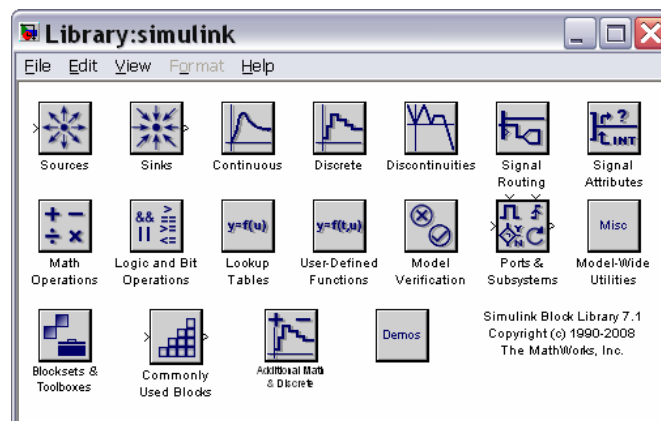 Library:simulink
File Edit View Format Help
Sources Sinks Continuous Discrete Discontinuities Signal Routing ? INT Signal Attributes
+ − ÷ × Math Operations && || > >= == <= Logic and Bit Operations y=f(u) Lookup Tables y=f(t,u) User-Defined Functions Model Verification Y N Ports & Subsystems Misc Model-Wide Utilities
Blocksets & Toolboxes Commonly Used Blocks + − Additional Math & Discrete Demos
Simulink Block Library 7.1
Copyright (c) 1990-2008
The MathWorks, Inc.